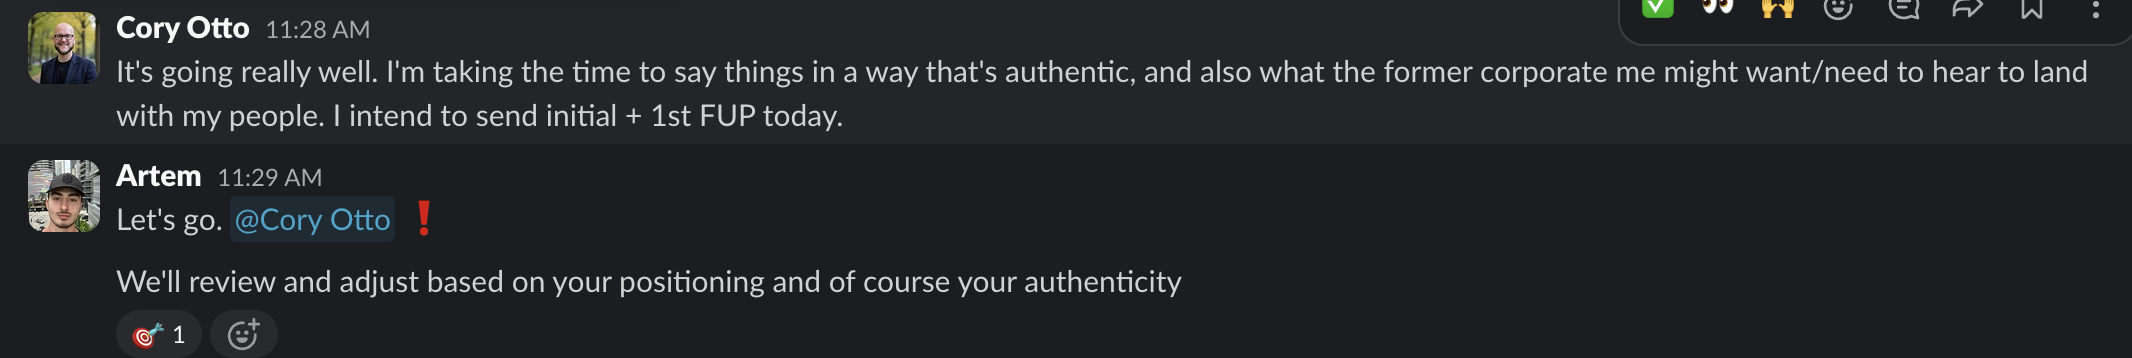 Cory Otto 11:28 AM
It's going really well. I'm taking the time to say things in a way that's authentic, and also what the former corporate me might want/need to hear to land
with my people. I intend to send initial + 1st FUP today.
Artem 11:29 AM
Let's go. @Cory Otto ❗
We'll review and adjust based on your positioning and of course your authenticity
🎯 1